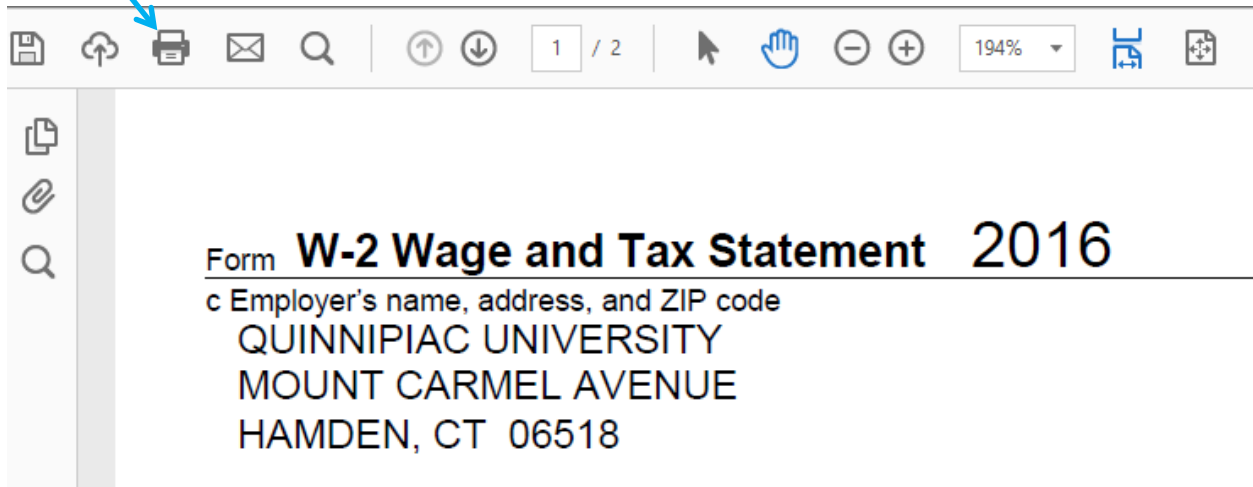 1 / 2 194%
Form W-2 Wage and Tax Statement 2016
c Employer's name, address, and ZIP code
QUINNIPIAC UNIVERSITY
MOUNT CARMEL AVENUE
HAMDEN, CT 06518